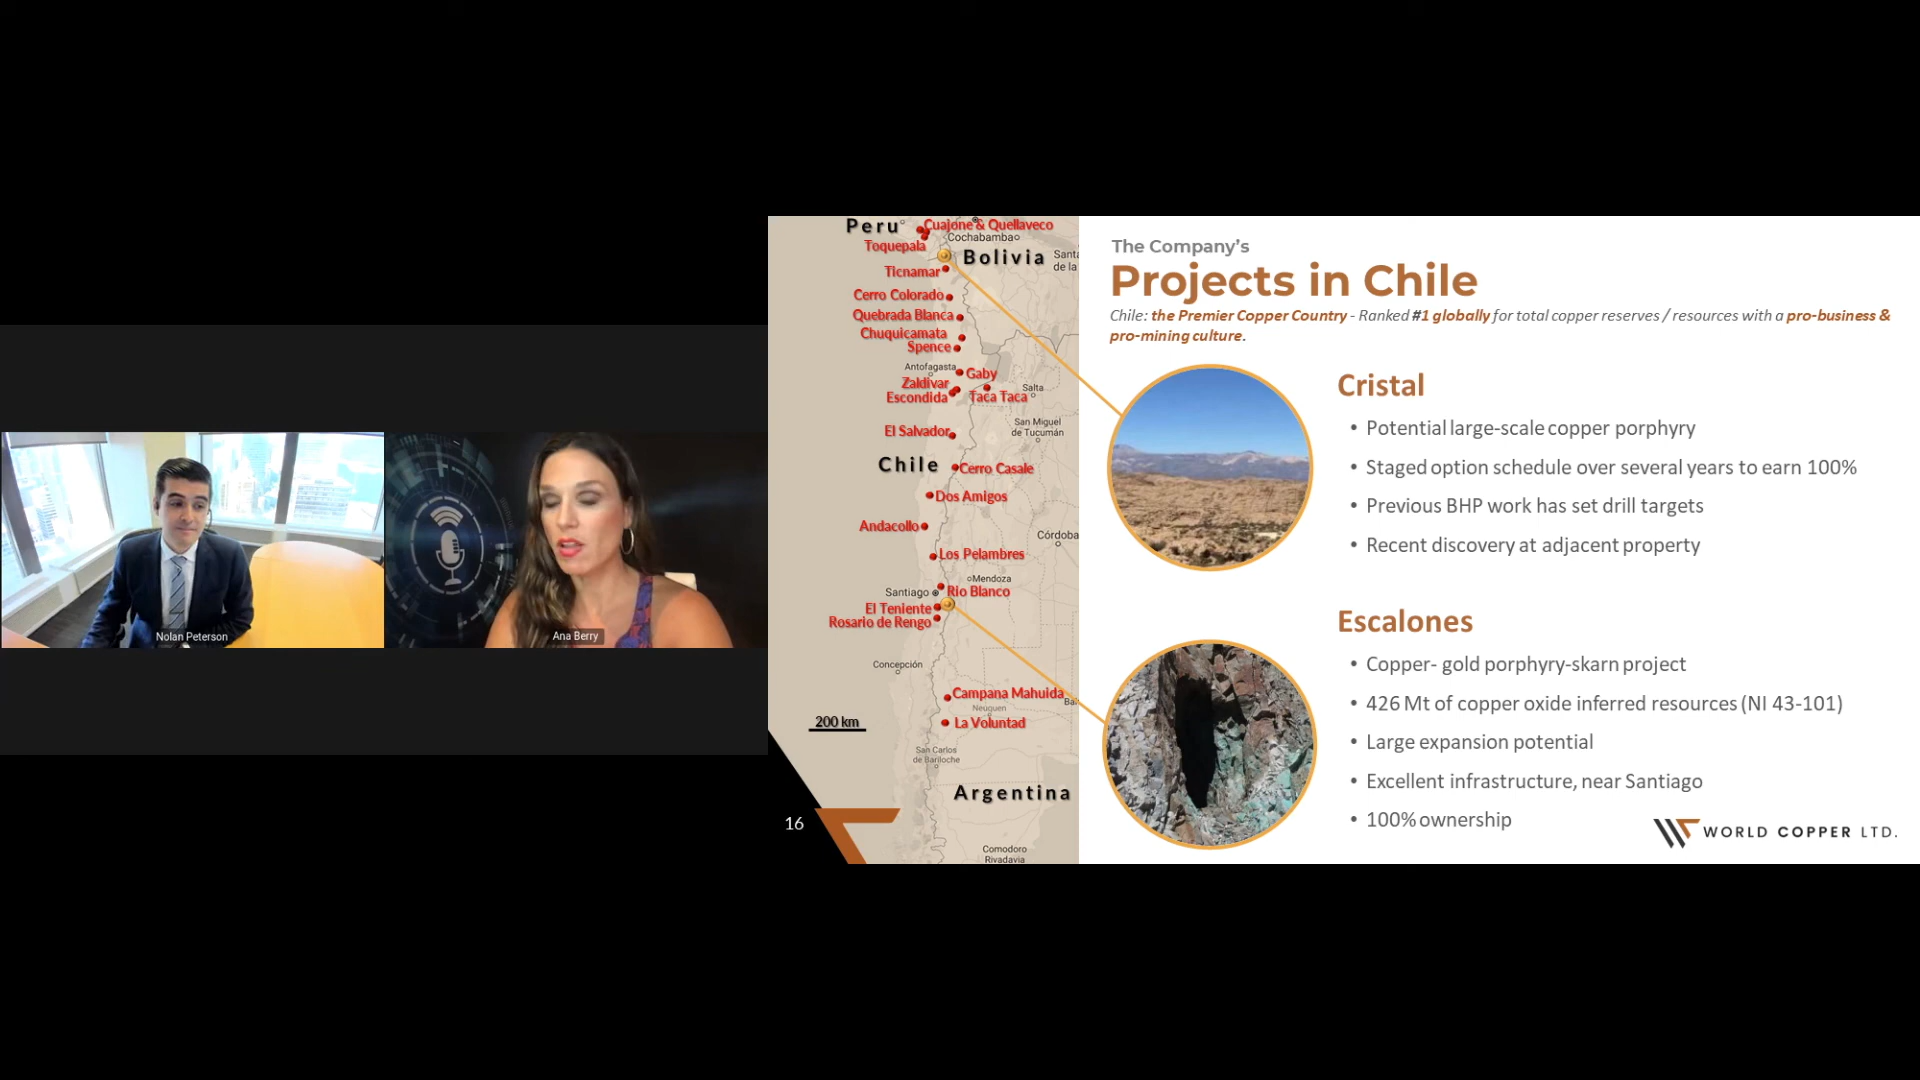 Nolan Peterson
Ana Berry
Peru
Cuajone & Quellaveco
Cochabamba
Toquepala
Bolivia
Santa
de la
Ticnamar
Cerro Colorado
Quebrada Blanca
Chuquicamata
Spence
Antofagasta
Gaby
Zaldivar
Escondida
Taca Taca
Salta
San Miguel
de Tucumán
El Salvador
Chile
Cerro Casale
Dos Amigos
Andacollo
Córdoba
Los Pelambres
Mendoza
Santiago
Rio Blanco
El Teniente
Rosario de Rengo
Concepción
Campana Mahuida
Neuquen
La Voluntad
200 km
San Carlos
de Bariloche
Argentina
16
Comodoro
Rivadavia
The Company's
Projects in Chile
Chile: the Premier Copper Country - Ranked #1 globally for total copper reserves / resources with a pro-business &
pro-mining culture.
Cristal
• Potential large-scale copper porphyry
• Staged option schedule over several years to earn 100%
• Previous BHP work has set drill targets
• Recent discovery at adjacent property
Escalones
• Copper- gold porphyry-skarn project
• 426 Mt of copper oxide inferred resources (NI 43-101)
• Large expansion potential
• Excellent infrastructure, near Santiago
• 100% ownership
WORLD COPPER LTD.